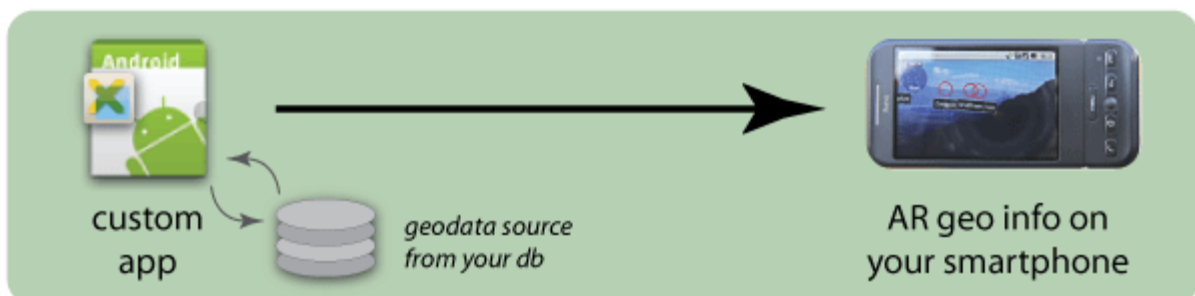 Android
custom
app
geodata source
from your db
AR geo info on
your smartphone